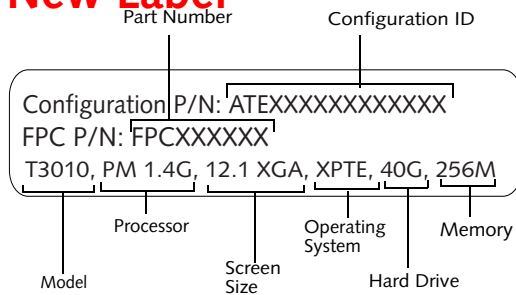 New Label
Part Number
Configuration ID
Configuration P/N: ATEXXXXXXXXXXXX
FPC P/N: FPCXXXXXX
T3010, PM 1.4G, 12.1 XGA, XPTE, 40G, 256M
Processor
Operating
System
Memory
Model
Screen
Size
Hard Drive